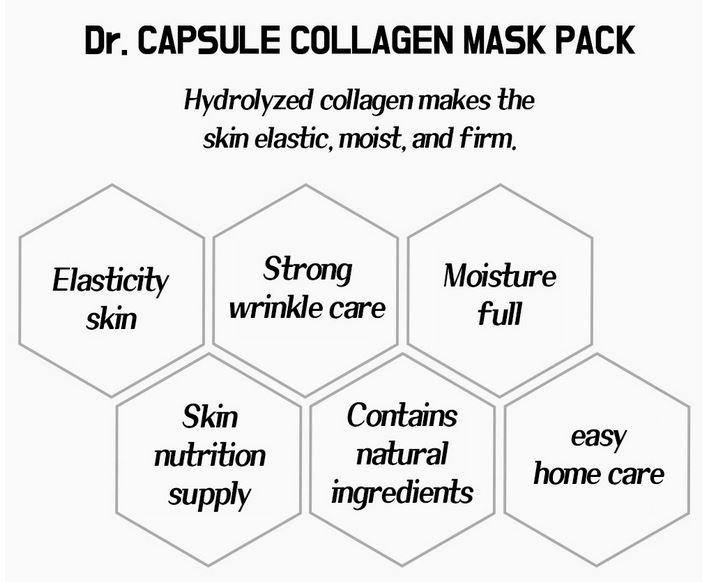 Dr. CAPSULE COLLAGEN MASK PACK
Hydrolyzed collagen makes the
skin elastic, moist, and firm.
Elasticity
skin
Strong
wrinkle care
Moisture
full
Skin
nutrition
supply
Contains
natural
ingredients
easy
home care